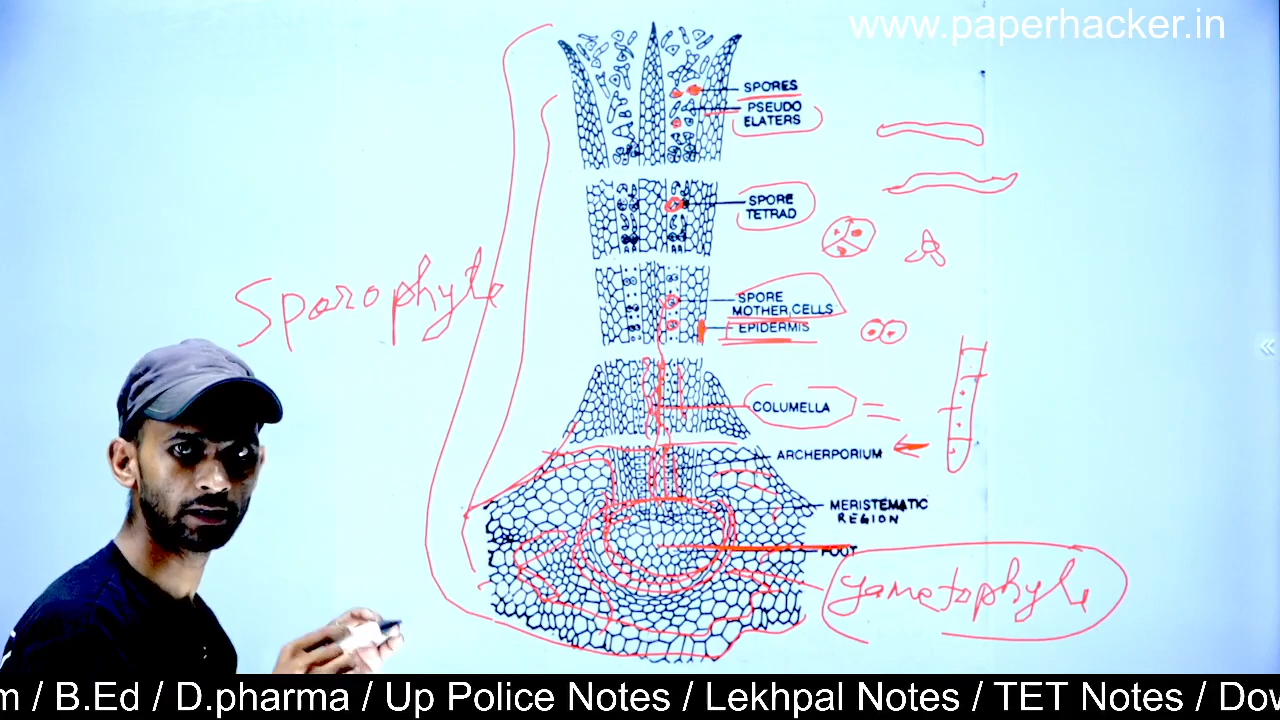 www.paperhacker.in
SPORES
PSEUDO
ELATERS
SPORE
TETRAD
SPORE
MOTHER CELLS
EPIDERMIS
Sporophyte
COLUMELLA
ARCHERPORIUM
MERISTEMATIC
REGION
FOOT
gametophyte
m / B.Ed / D.pharma / Up Police Notes / Lekhpal Notes / TET Notes / Dow